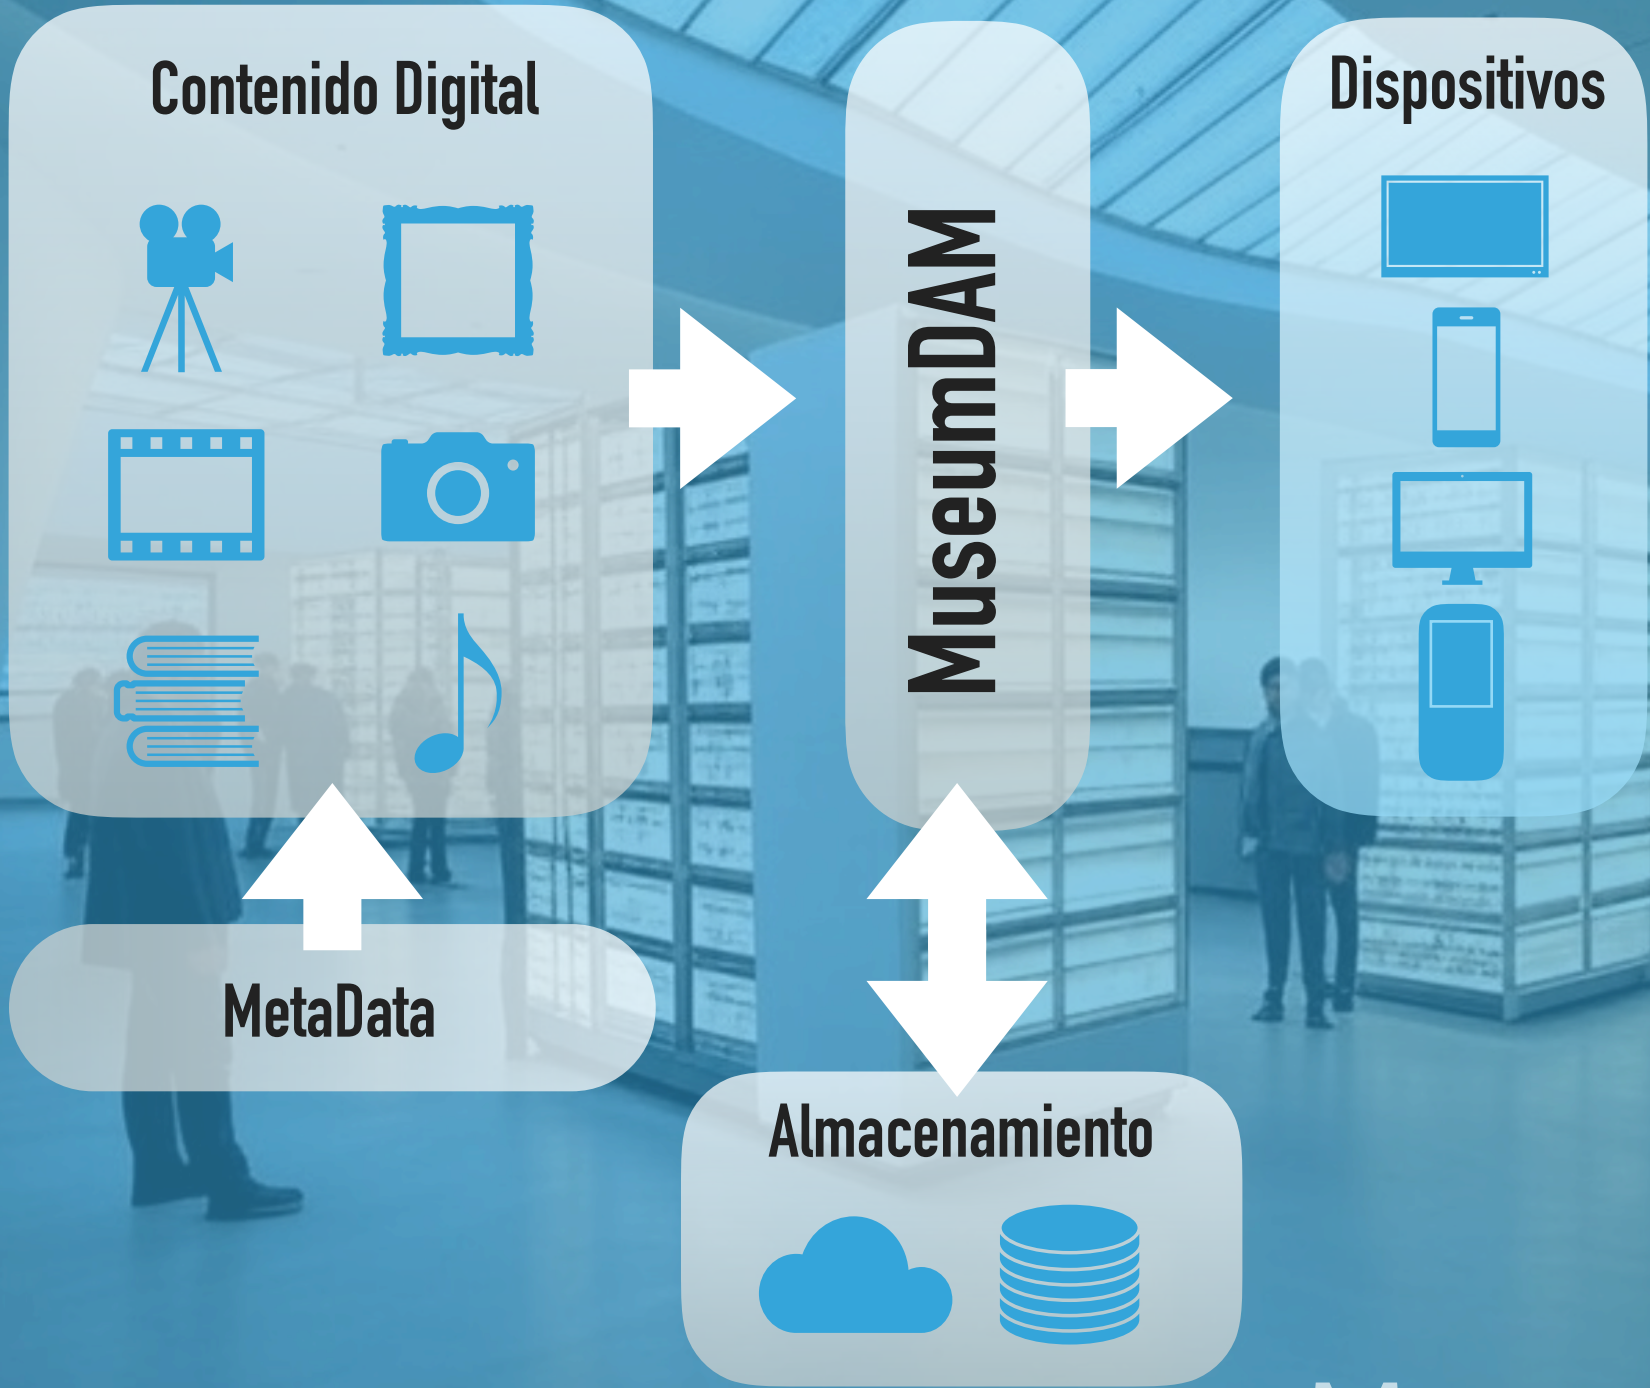 Contenido Digital
Dispositivos
MuseumDAM
MetaData
Almacenamiento